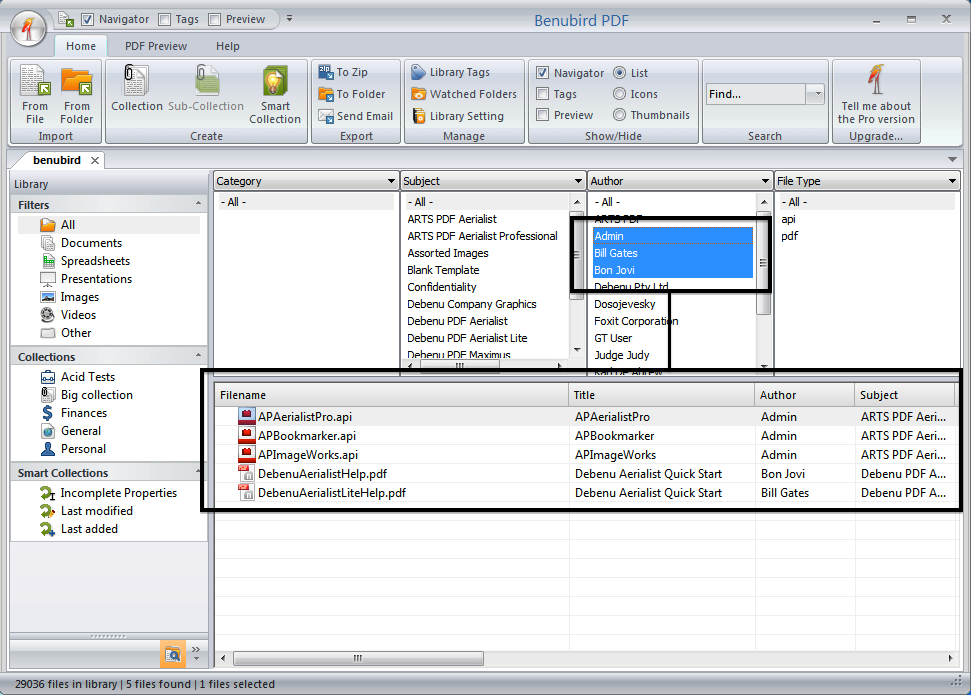 Navigator Tags Preview
Benubird PDF
Home PDF Preview Help
From File
From Folder
Import
Collection
Sub-Collection
Smart Collection
Create
To Zip
To Folder
Send Email
Export
Library Tags
Watched Folders
Library Setting
Manage
Navigator List
Tags Icons
Preview Thumbnails
Show/Hide
Find...
Search
Tell me about
the Pro version
Upgrade...
benubird
Library
Filters
All
Documents
Spreadsheets
Presentations
Images
Videos
Other
Collections
Acid Tests
Big collection
Finances
General
Personal
Smart Collections
Incomplete Properties
Last modified
Last added
Category
- All -
Subject
- All -
ARTS PDF Aerialist
ARTS PDF Aerialist Professional
Assorted Images
Blank Template
Confidentiality
Debenu Company Graphics
Debenu PDF Aerialist
Debenu PDF Aerialist Lite
Debenu PDF Maximus
Author
- All -
ARTS PDF
Admin
Bill Gates
Bon Jovi
Debenu Pty Ltd
Dosojevesky
Foxit Corporation
GT User
Judge Judy
Karl De Abrew
File Type
- All -
api
pdf
Filename Title Author Subject
APAerialistPro.api APAerialistPro Admin ARTS PDF Aeri...
APBookmarker.api APBookmarker Admin ARTS PDF Aeri...
APImageWorks.api APImageWorks Admin ARTS PDF Aeri...
DebenuAerialistHelp.pdf Debenu Aerialist Quick Start Bon Jovi Debenu PDF A...
DebenuAerialistLiteHelp.pdf Debenu Aerialist Quick Start Bill Gates Debenu PDF A...
29036 files in library | 5 files found | 1 files selected